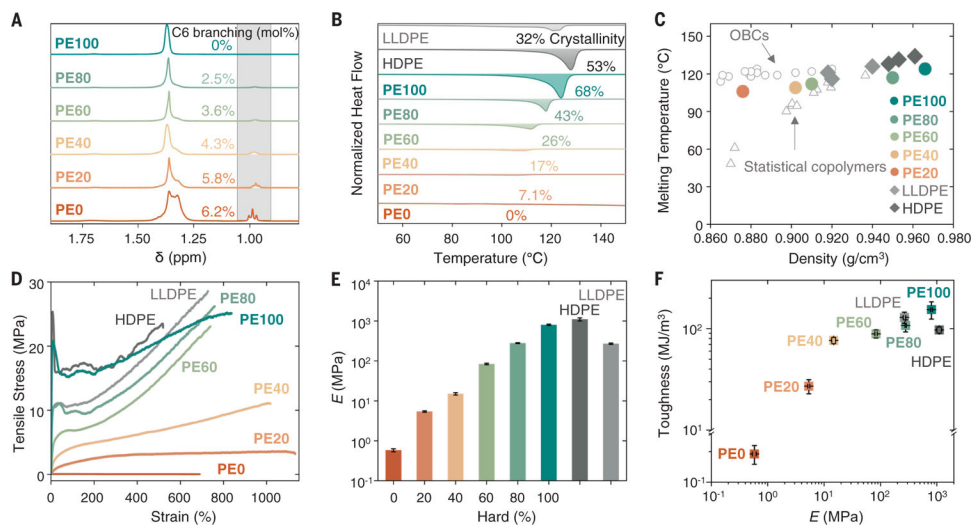 A
C6 branching (mol%)
PE100
0%
PE80
2.5%
PE60
3.6%
PE40
4.3%
PE20
5.8%
PE0
6.2%
1.75
1.50
1.25
1.00
δ (ppm)
B
Normalized Heat Flow
LLDPE
32% Crystallinity
HDPE
53%
PE100
68%
PE80
43%
PE60
26%
PE40
17%
PE20
7.1%
PE0
0%
60
80
100
120
140
Temperature (°C)
C
Melting Temperature (°C)
150
120
90
60
30
0
OBCs
Statistical copolymers
PE100
PE80
PE60
PE40
PE20
LLDPE
HDPE
0.860
0.880
0.900
0.920
0.940
0.960
0.980
Density (g/cm³)
D
Tensile Stress (MPa)
30
20
10
0
LLDPE
HDPE
PE80
PE100
PE60
PE40
PE20
PE0
0
200
400
600
800
1000
Strain (%)
E
E (MPa)
10⁴
10³
10²
10¹
10⁰
10⁻¹
LLDPE
HDPE
0
20
40
60
80
100
Hard (%)
F
Toughness (MJ/m³)
10²
10¹
10⁻¹
PE100
LLDPE
PE60
PE40
PE80
HDPE
PE20
PE0
10⁻¹
10⁰
10¹
10²
10³
E (MPa)